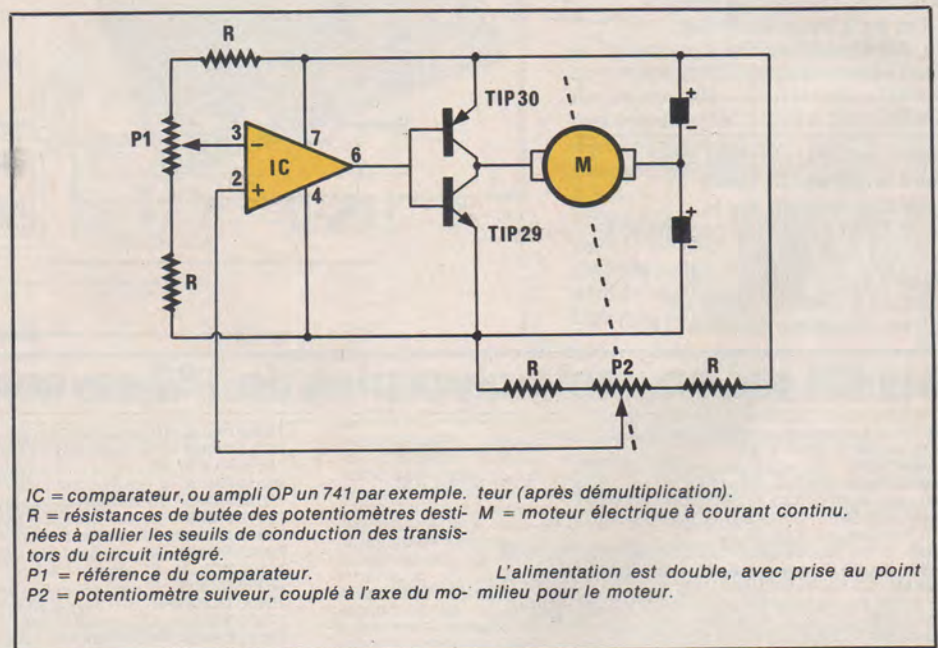 R
TIP30
P1
3
−
7
6
IC
M
+
−
2
+
4
TIP29
+
−
R
R
P2
R
IC = comparateur, ou ampli OP un 741 par exemple.
R = résistances de butée des potentiomètres desti-
nées à pallier les seuils de conduction des transis-
tors du circuit intégré.
P1 = référence du comparateur.
P2 = potentiomètre suiveur, couplé à l'axe du mo-
teur (après démultiplication).
M = moteur électrique à courant continu.
L'alimentation est double, avec prise au point
milieu pour le moteur.